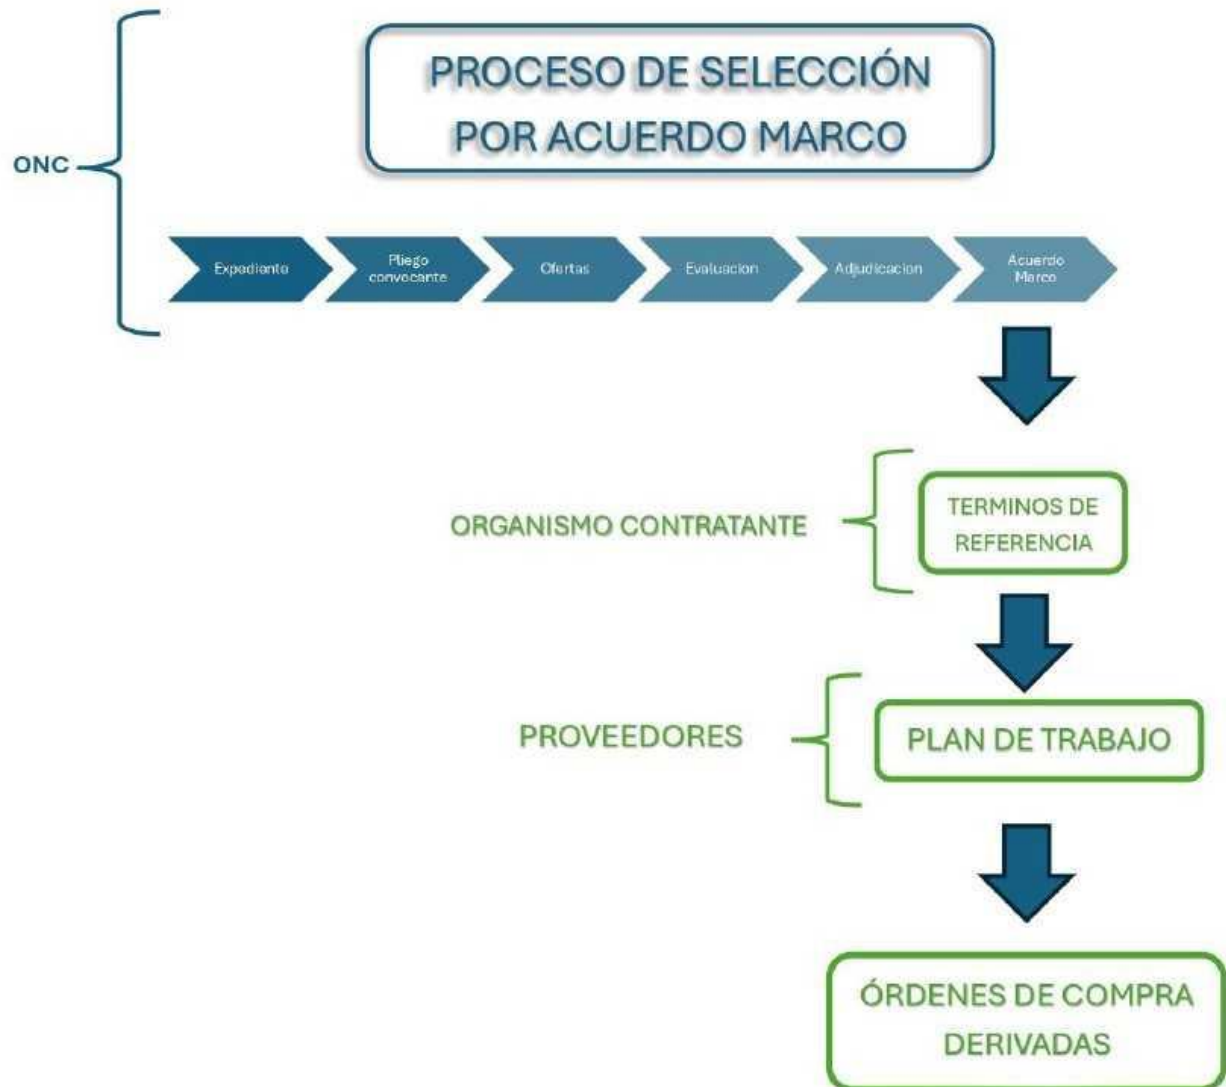 PROCESO DE SELECCIÓN
POR ACUERDO MARCO
ONC
Expediente
Pliego
convocante
Ofertas
Evaluacion
Adjudicacion
Acuerdo
Marco
ORGANISMO CONTRATANTE
TERMINOS DE
REFERENCIA
PROVEEDORES
PLAN DE TRABAJO
ÓRDENES DE COMPRA
DERIVADAS